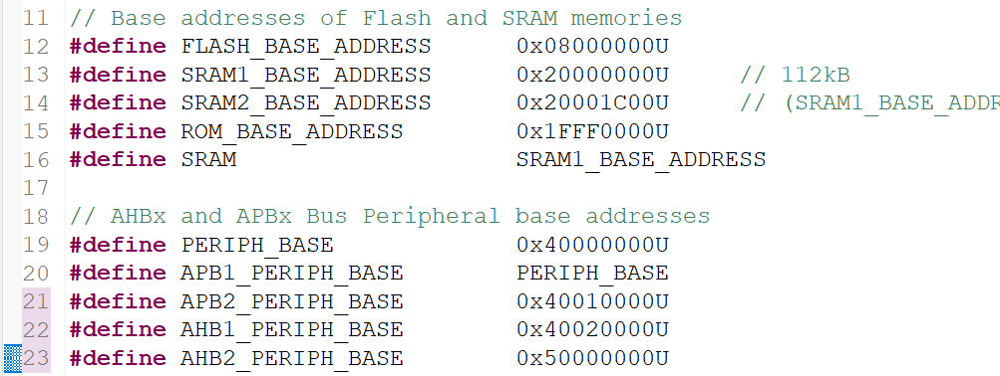 11 // Base addresses of Flash and SRAM memories
12 #define FLASH_BASE_ADDRESS 0x08000000U
13 #define SRAM1_BASE_ADDRESS 0x20000000U // 112kB
14 #define SRAM2_BASE_ADDRESS 0x20001C00U // (SRAM1_BASE_ADDR
15 #define ROM_BASE_ADDRESS 0x1FFF0000U
16 #define SRAM SRAM1_BASE_ADDRESS
17
18 // AHBx and APBx Bus Peripheral base addresses
19 #define PERIPH_BASE 0x40000000U
20 #define APB1_PERIPH_BASE PERIPH_BASE
21 #define APB2_PERIPH_BASE 0x40010000U
22 #define AHB1_PERIPH_BASE 0x40020000U
23 #define AHB2_PERIPH_BASE 0x50000000U